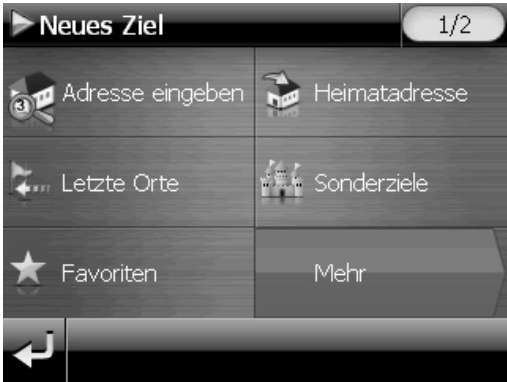 Neues Ziel
1/2
Adresse eingeben
Heimatadresse
Letzte Orte
Sonderziele
Favoriten
Mehr